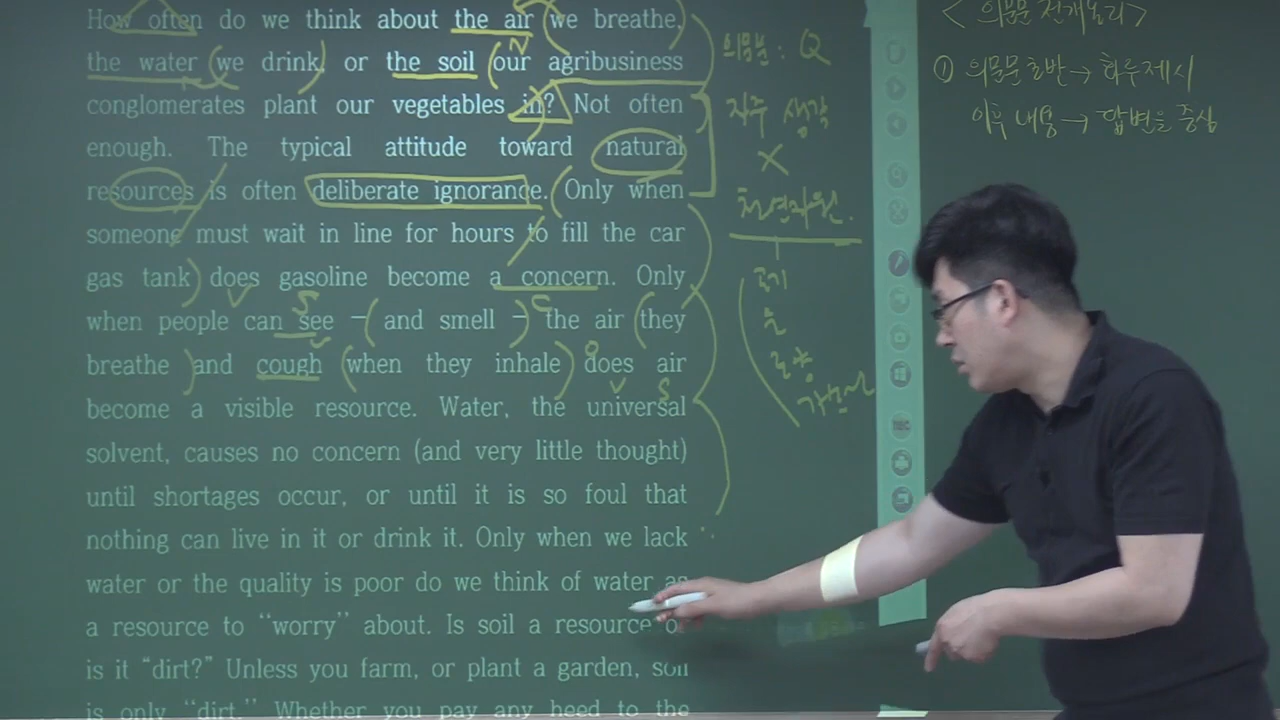 How often do we think about the air we breathe,
the water we drink, or the soil our agribusiness
conglomerates plant our vegetables in? Not often
enough. The typical attitude toward natural
resources is often deliberate ignorance. Only when
someone must wait in line for hours to fill the car
gas tank does gasoline become a concern. Only
when people can see - and smell - the air they
breathe and cough when they inhale does air
become a visible resource. Water, the universal
solvent, causes no concern (and very little thought)
until shortages occur, or until it is so foul that
nothing can live in it or drink it. Only when we lack
water or the quality is poor do we think of water as
a resource to “worry” about. Is soil a resource or
is it “dirt?” Unless you farm, or plant a garden, soil
is only “dirt.” Whether you pay any heed to the
N
S
C
O
V
V
S
의문문 : Q
자주 생각
X
천연자원
공기
물
<의문문 전개논리>
① 의문문 초반 → 화두 제시
이후 내용 → 답변을 중심